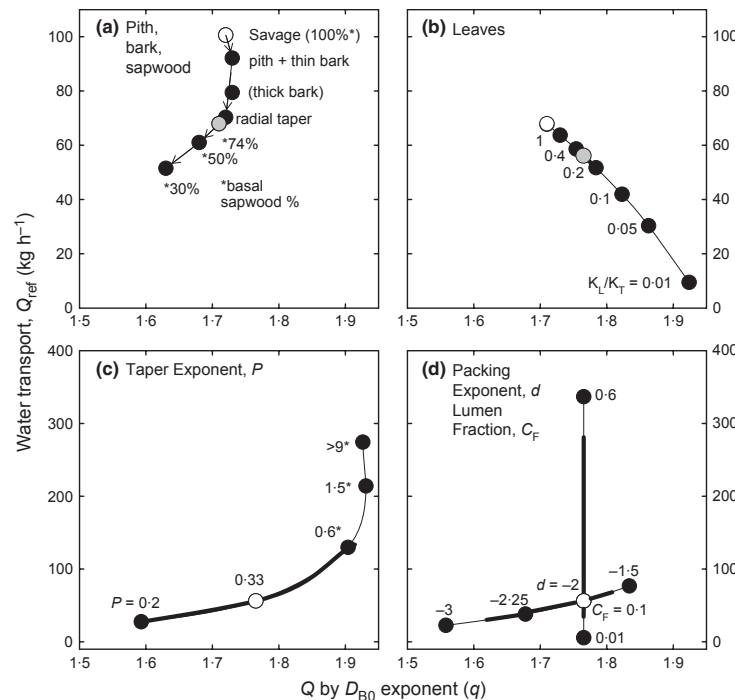 Water transport, Q_ref (kg h⁻¹)
(a) Pith,
bark,
sapwood
Savage (100%*)
pith + thin bark
(thick bark)
radial taper
*74%
*50%
*30%
*basal
sapwood %
100
80
60
40
20
0
1·5
1·6
1·7
1·8
1·9
(b) Leaves
1
0·4
0·2
0·1
0·05
K_L/K_T = 0·01
100
80
60
40
20
0
1·5
1·6
1·7
1·8
1·9
(c) Taper Exponent, P
>9*
1·5*
0·6*
0·33
P = 0·2
400
300
200
100
0
1·5
1·6
1·7
1·8
1·9
(d) Packing
Exponent, d
Lumen
Fraction, C_F
0·6
−1·5
d = −2
−2·25
−3
C_F = 0·1
0·01
400
300
200
100
0
1·5
1·6
1·7
1·8
1·9
Q by D_B0 exponent (q)